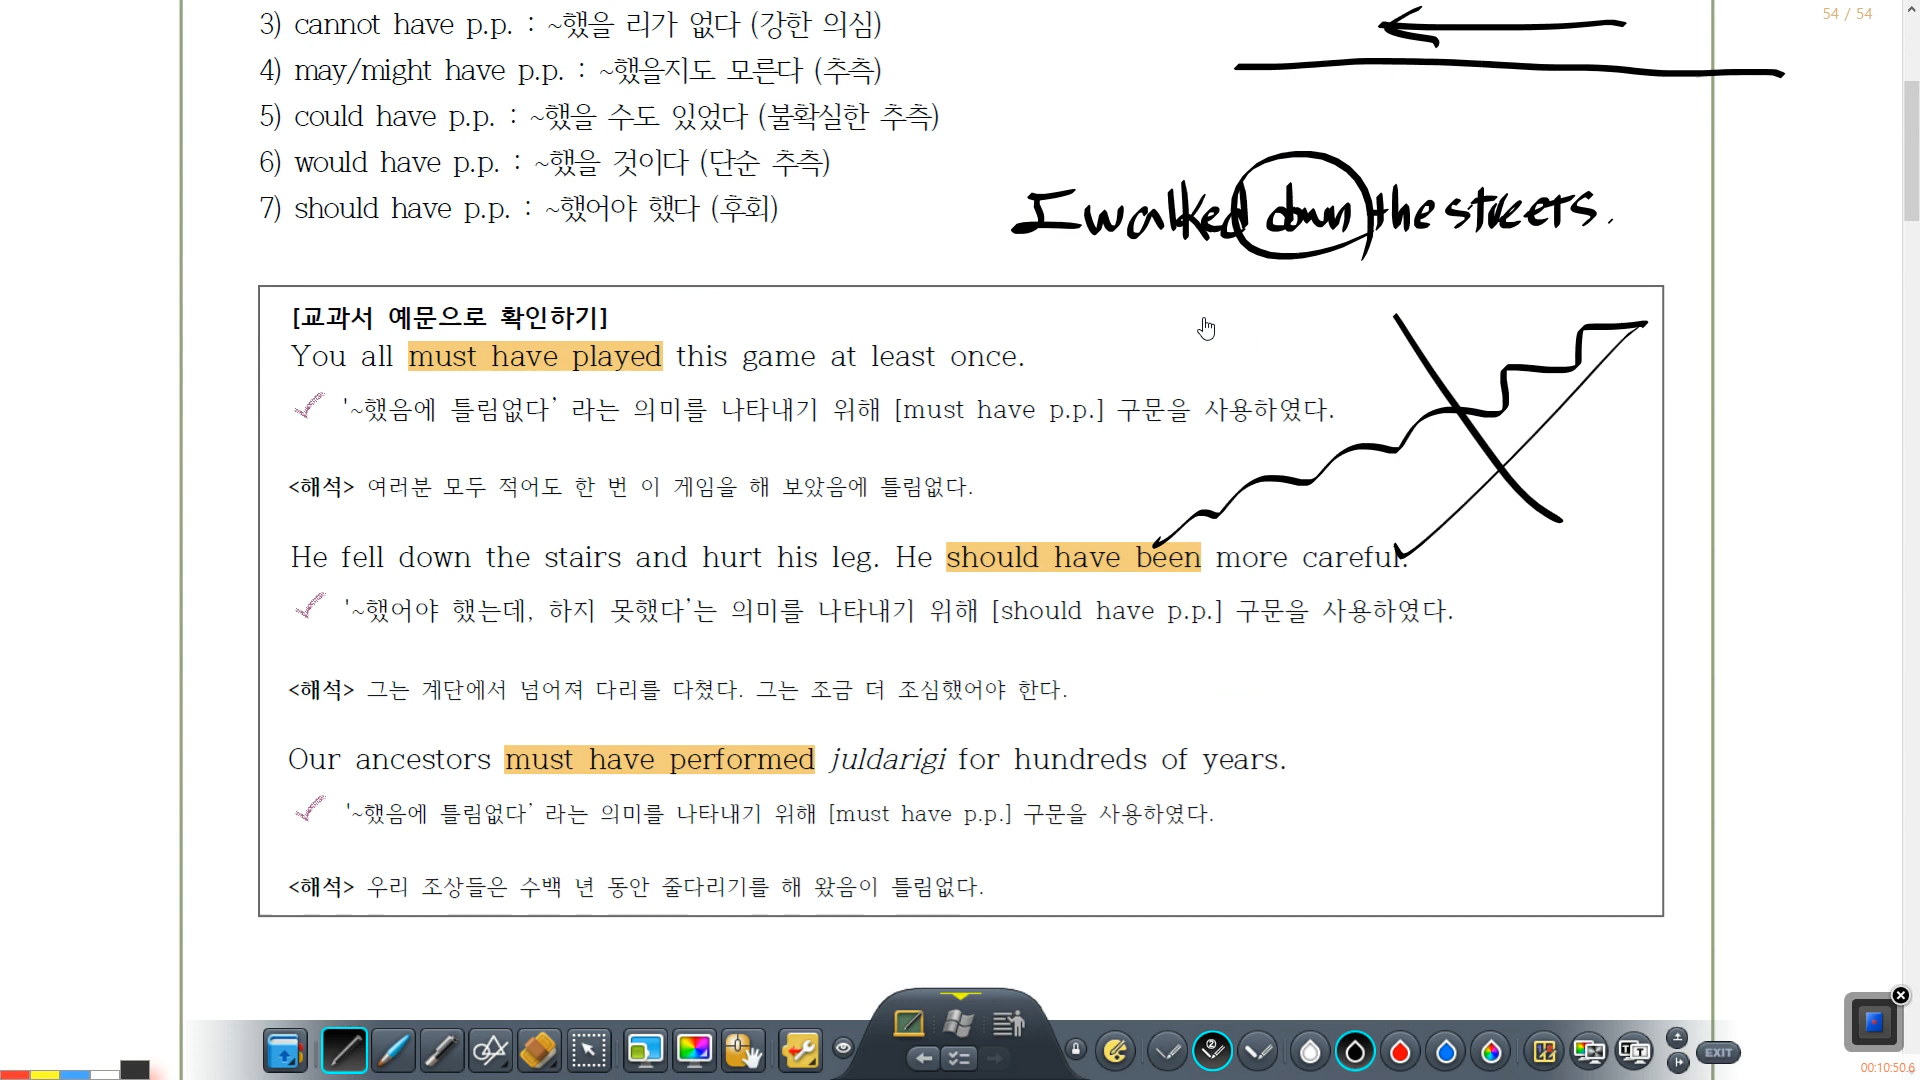 54 / 54
3) cannot have p.p. : ~했을 리가 없다 (강한 의심)
4) may/might have p.p. : ~했을지도 모른다 (추측)
5) could have p.p. : ~했을 수도 있었다 (불확실한 추측)
6) would have p.p. : ~했을 것이다 (단순 추측)
7) should have p.p. : ~했어야 했다 (후회)
I walked down the streets.
[교과서 예문으로 확인하기]
You all must have played this game at least once.
'~했음에 틀림없다’ 라는 의미를 나타내기 위해 [must have p.p.] 구문을 사용하였다.
<해석> 여러분 모두 적어도 한 번 이 게임을 해 보았음에 틀림없다.
He fell down the stairs and hurt his leg. He should have been more careful.
'~했어야 했는데, 하지 못했다’는 의미를 나타내기 위해 [should have p.p.] 구문을 사용하였다.
<해석> 그는 계단에서 넘어져 다리를 다쳤다. 그는 조금 더 조심했어야 한다.
Our ancestors must have performed juldarigi for hundreds of years.
'~했음에 틀림없다’ 라는 의미를 나타내기 위해 [must have p.p.] 구문을 사용하였다.
<해석> 우리 조상들은 수백 년 동안 줄다리기를 해 왔음이 틀림없다.
EXIT
00:10:50.6